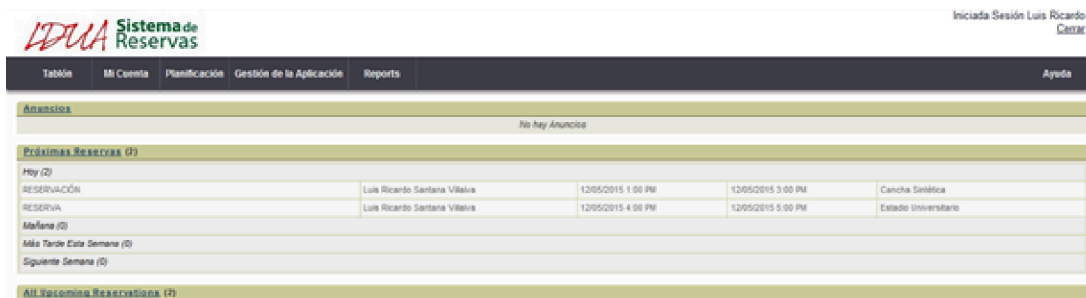 Iniciada Sesión Luis Ricardo
Cerrar
LDUA Sistema de Reservas
Tablón Mi Cuenta Planificación Gestión de la Aplicación Reports Ayuda
Anuncios
No hay Anuncios
Próximas Reservas (2)
Hoy (2)
RESERVACIÓN Luis Ricardo Santana Villalva 12/05/2015 1:00 PM 12/05/2015 3:00 PM Cancha Sintética
RESERVA Luis Ricardo Santana Villalva 12/05/2015 4:00 PM 12/05/2015 5:00 PM Estadio Universitario
Mañana (0)
Más Tarde Esta Semana (0)
Siguiente Semana (0)
All Upcoming Reservations (2)